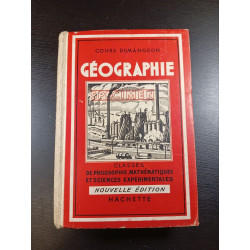 COURS DEMANGEON
GÉOGRAPHIE
CLASSES
DE PHILOSOPHIE, MATHÉMATIQUES
ET SCIENCES EXPÉRIMENTALES
NOUVELLE ÉDITION
HACHETTE